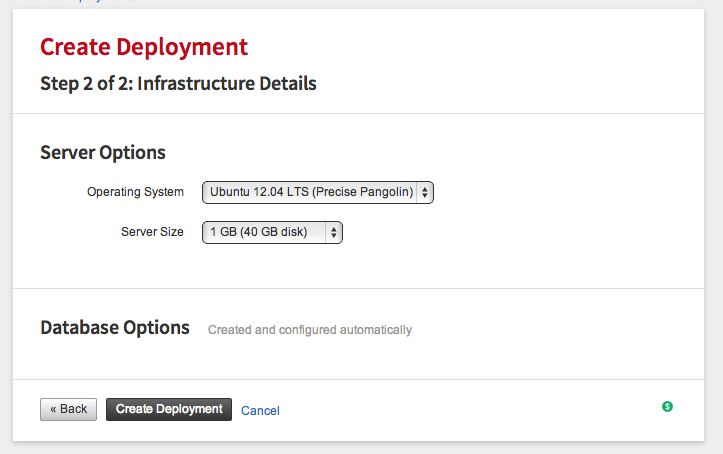 Create Deployment
Step 2 of 2: Infrastructure Details
Server Options
Operating System Ubuntu 12.04 LTS (Precise Pangolin)
Server Size 1 GB (40 GB disk)
Database Options Created and configured automatically
« Back Create Deployment Cancel $